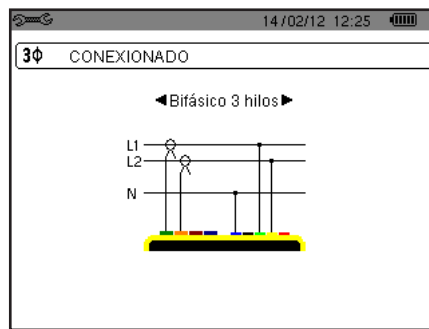 14/02/12 12:25
3Φ CONEXIONADO
◄Bifásico 3 hilos►
L1
L2
N